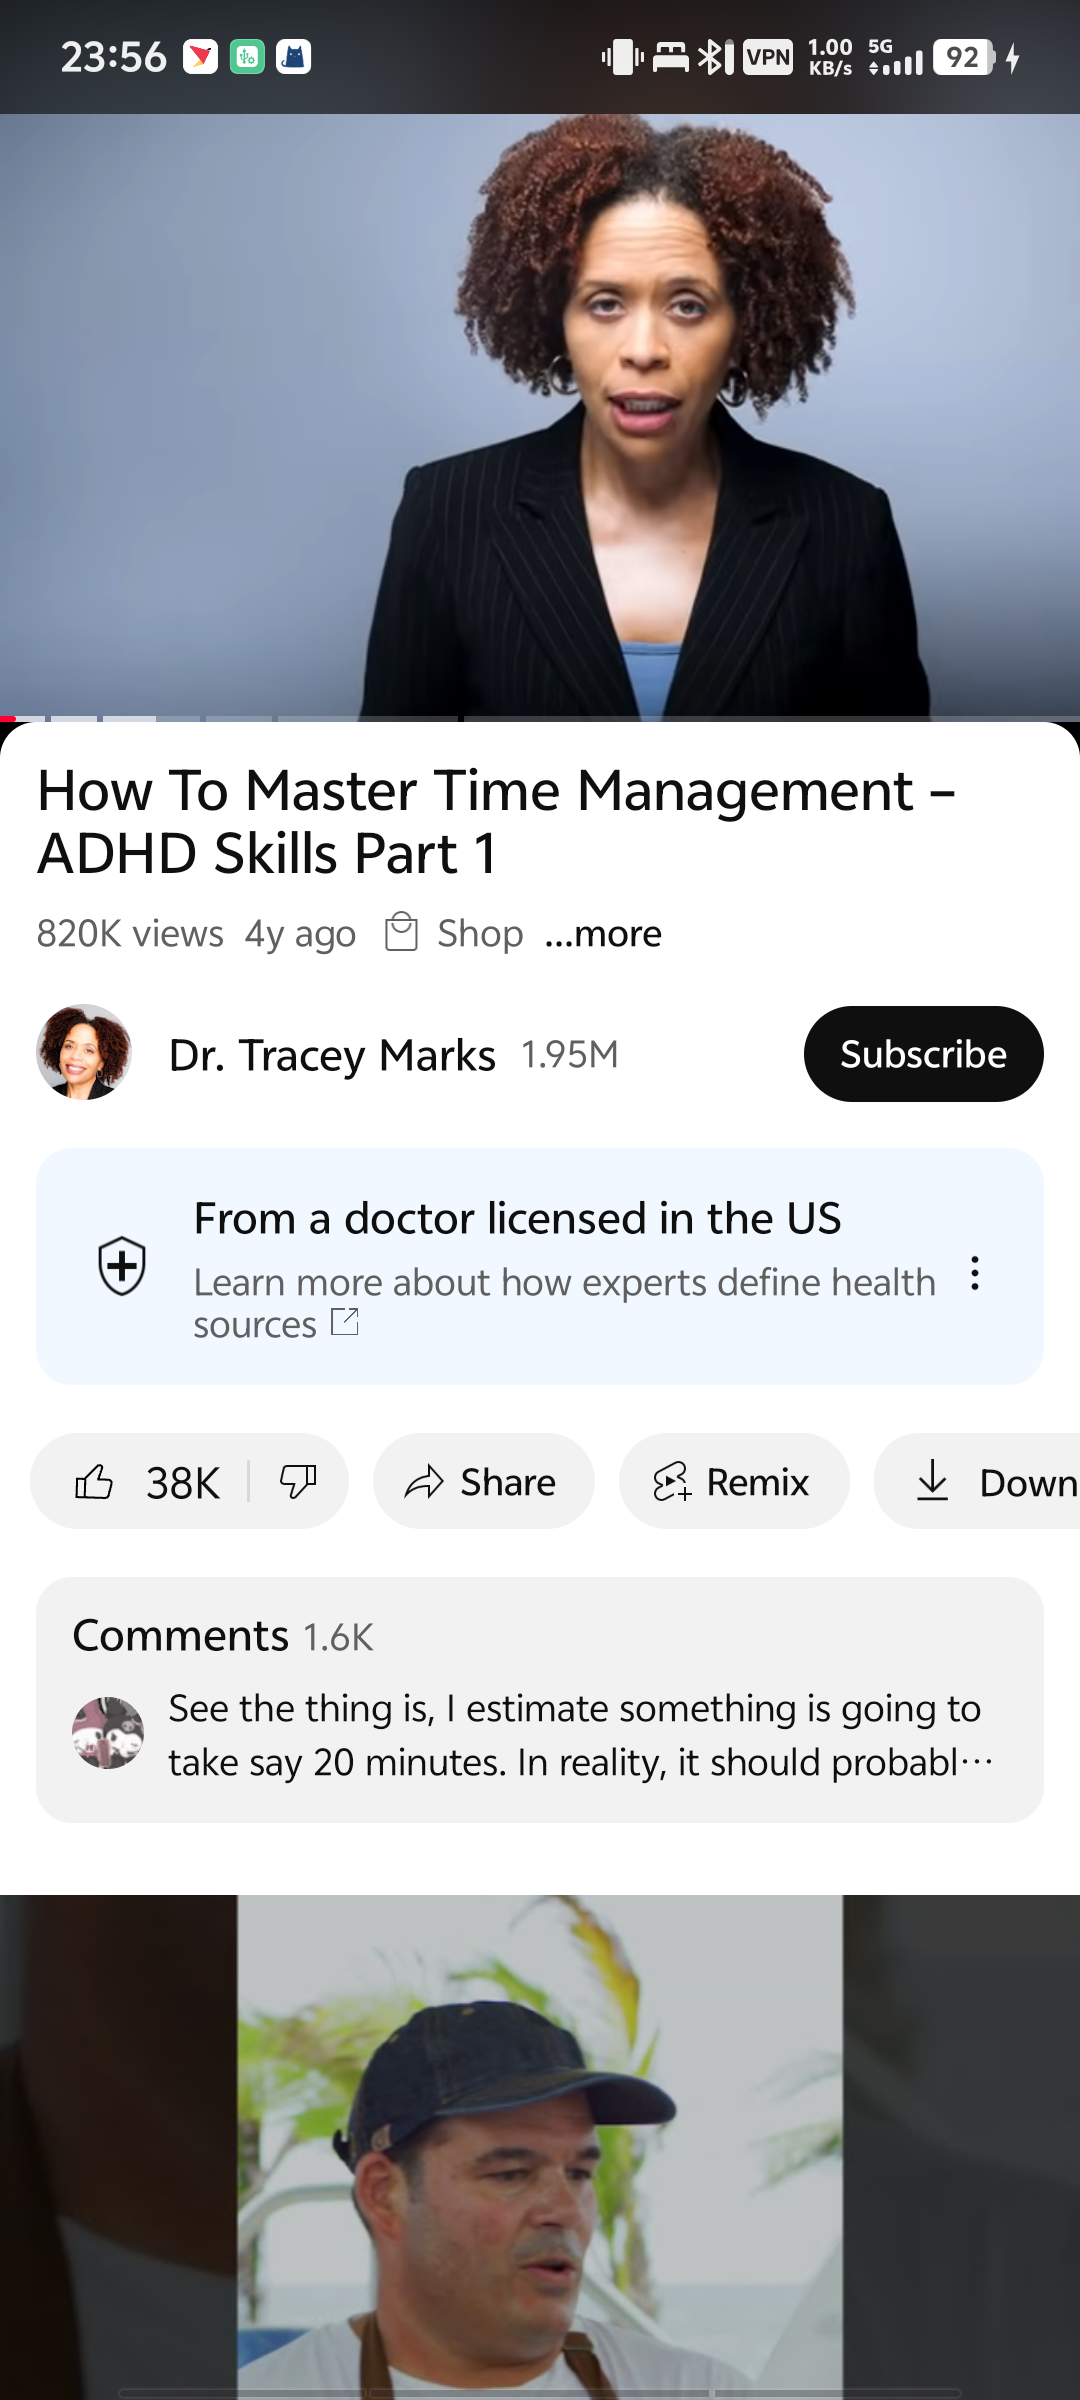 23:56
VPN
1.00
KB/s
5G
92
How To Master Time Management –
ADHD Skills Part 1
820K views 4y ago Shop ...more
Dr. Tracey Marks 1.95M
Subscribe
From a doctor licensed in the US
Learn more about how experts define health
sources
38K
Share
Remix
Down
Comments 1.6K
See the thing is, I estimate something is going to
take say 20 minutes. In reality, it should probabl...